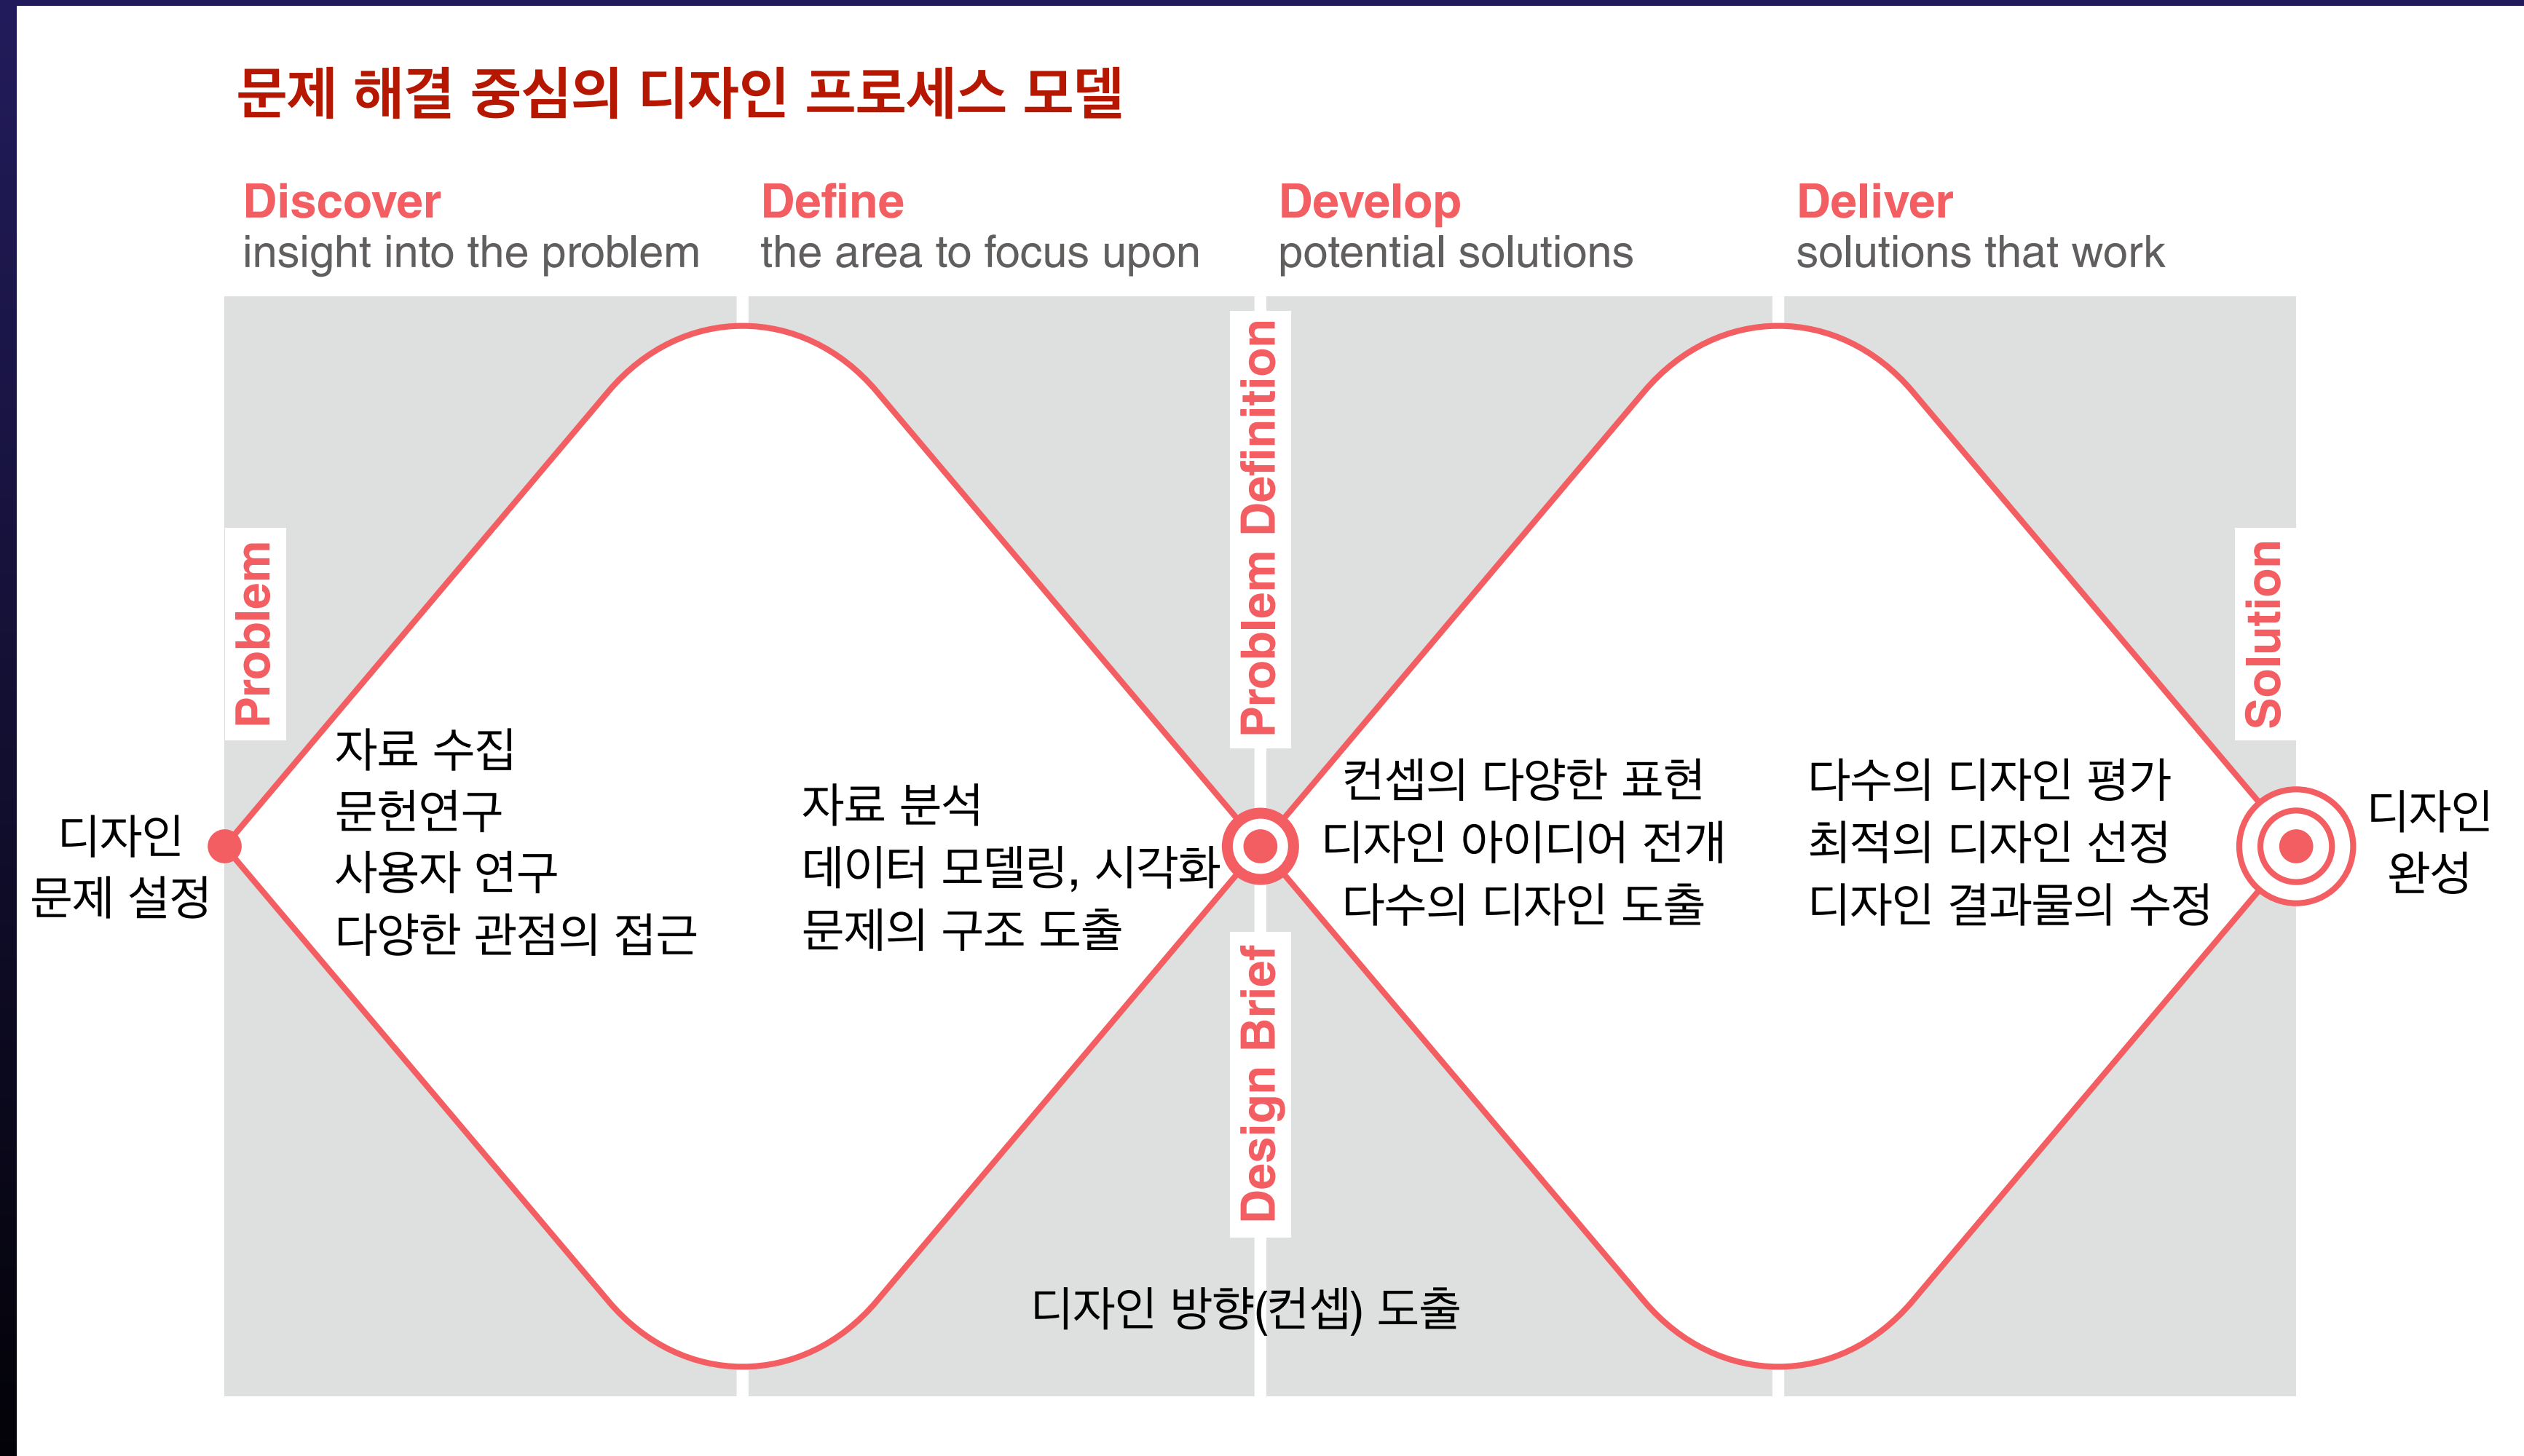 문제 해결 중심의 디자인 프로세스 모델
Discover
insight into the problem
Define
the area to focus upon
Develop
potential solutions
Deliver
solutions that work
디자인
문제 설정
Problem
자료 수집
문헌연구
사용자 연구
다양한 관점의 접근
자료 분석
데이터 모델링, 시각화
문제의 구조 도출
Problem Definition
Design Brief
디자인 방향(컨셉) 도출
컨셉의 다양한 표현
디자인 아이디어 전개
다수의 디자인 도출
다수의 디자인 평가
최적의 디자인 선정
디자인 결과물의 수정
Solution
디자인
완성